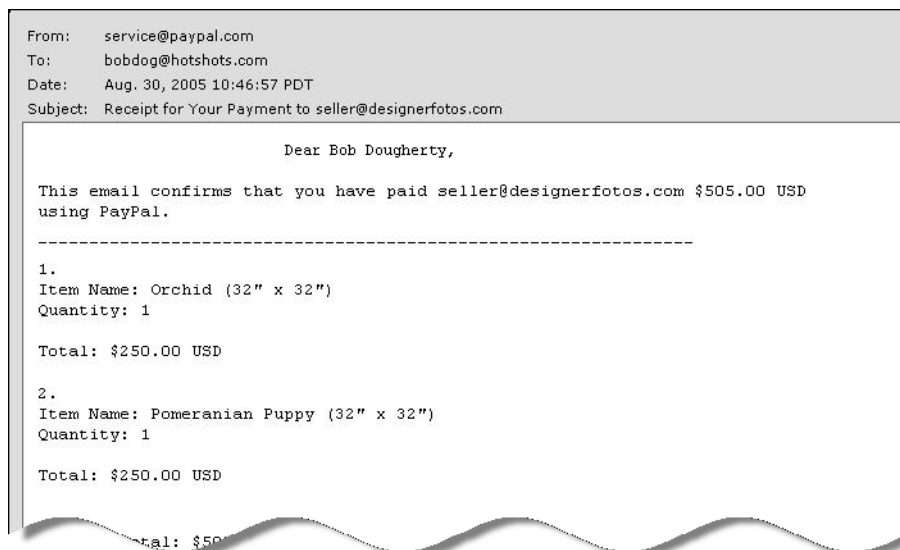 From: service@paypal.com
To: bobdog@hotshots.com
Date: Aug. 30, 2005 10:46:57 PDT
Subject: Receipt for Your Payment to seller@designerfotos.com
Dear Bob Dougherty,
This email confirms that you have paid seller@designerfotos.com $505.00 USD
using PayPal.
----------------------------------------------------------------
1.
Item Name: Orchid (32" x 32")
Quantity: 1
Total: $250.00 USD
2.
Item Name: Pomeranian Puppy (32" x 32")
Quantity: 1
Total: $250.00 USD